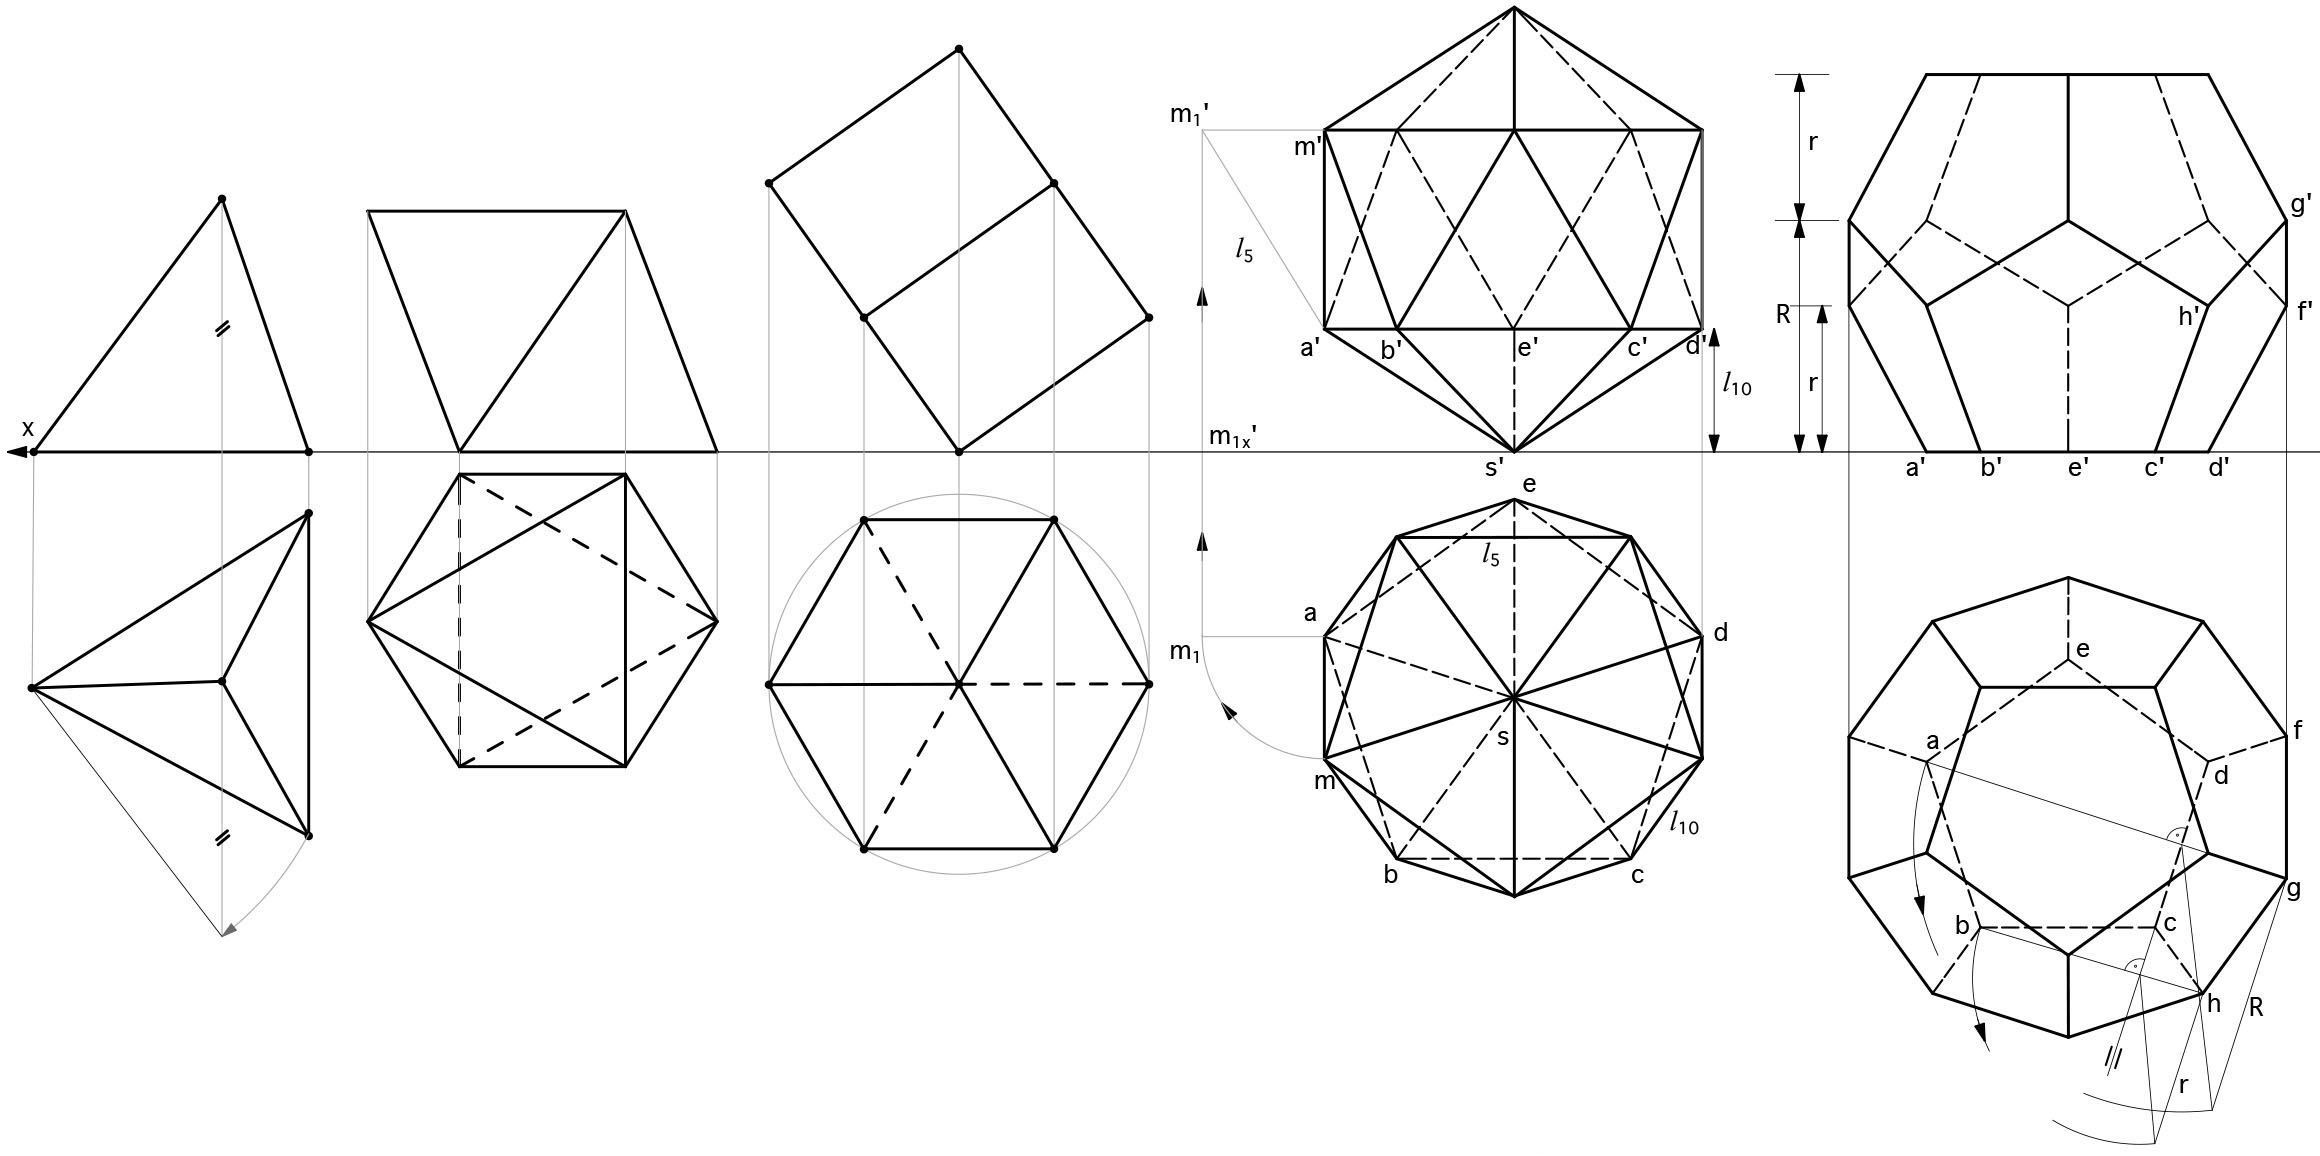 x
m₁'
m'
l₅
a'
b'
e'
c'
d'
l₁₀
m₁ₓ'
s'
e
l₅
a
d
m₁
s
m
l₁₀
b
c
r
g'
R
h'
f'
r
a'
b'
e'
c'
d'
e
f
a
d
g
b
c
h
R
r